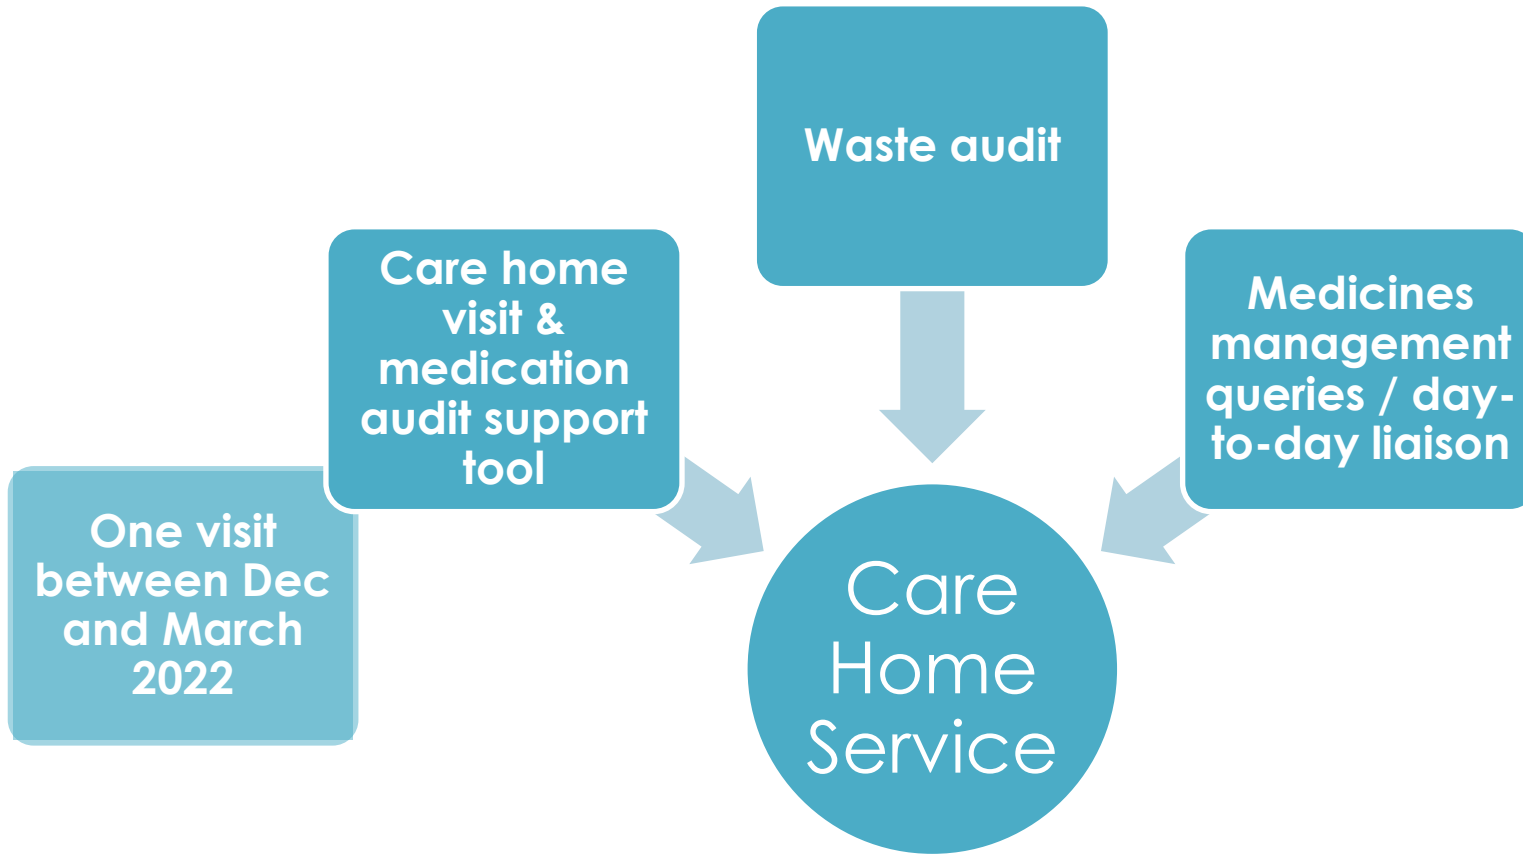 Waste audit
Care home
visit &
medication
audit support
tool
Medicines
management
queries / day-
to-day liaison
One visit
between Dec
and March
2022
Care
Home
Service